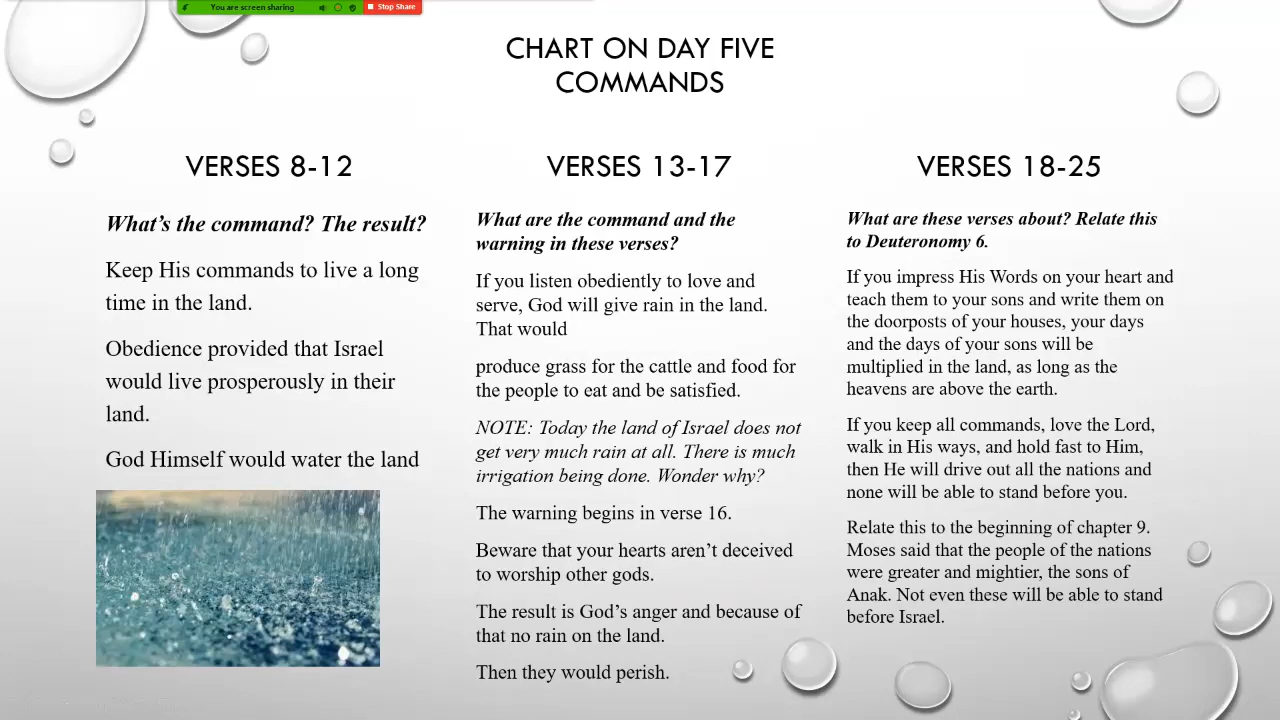 You are screen sharing
Stop Share
CHART ON DAY FIVE
COMMANDS
VERSES 8-12
What's the command? The result?
Keep His commands to live a long
time in the land.
Obedience provided that Israel
would live prosperously in their
land.
God Himself would water the land
VERSES 13-17
What are the command and the
warning in these verses?
If you listen obediently to love and
serve, God will give rain in the land.
That would
produce grass for the cattle and food for
the people to eat and be satisfied.
NOTE: Today the land of Israel does not
get very much rain at all. There is much
irrigation being done. Wonder why?
The warning begins in verse 16.
Beware that your hearts aren't deceived
to worship other gods.
The result is God's anger and because of
that no rain on the land.
Then they would perish.
VERSES 18-25
What are these verses about? Relate this
to Deuteronomy 6.
If you impress His Words on your heart and
teach them to your sons and write them on
the doorposts of your houses, your days
and the days of your sons will be
multiplied in the land, as long as the
heavens are above the earth.
If you keep all commands, love the Lord,
walk in His ways, and hold fast to Him,
then He will drive out all the nations and
none will be able to stand before you.
Relate this to the beginning of chapter 9.
Moses said that the people of the nations
were greater and mightier, the sons of
Anak. Not even these will be able to stand
before Israel.